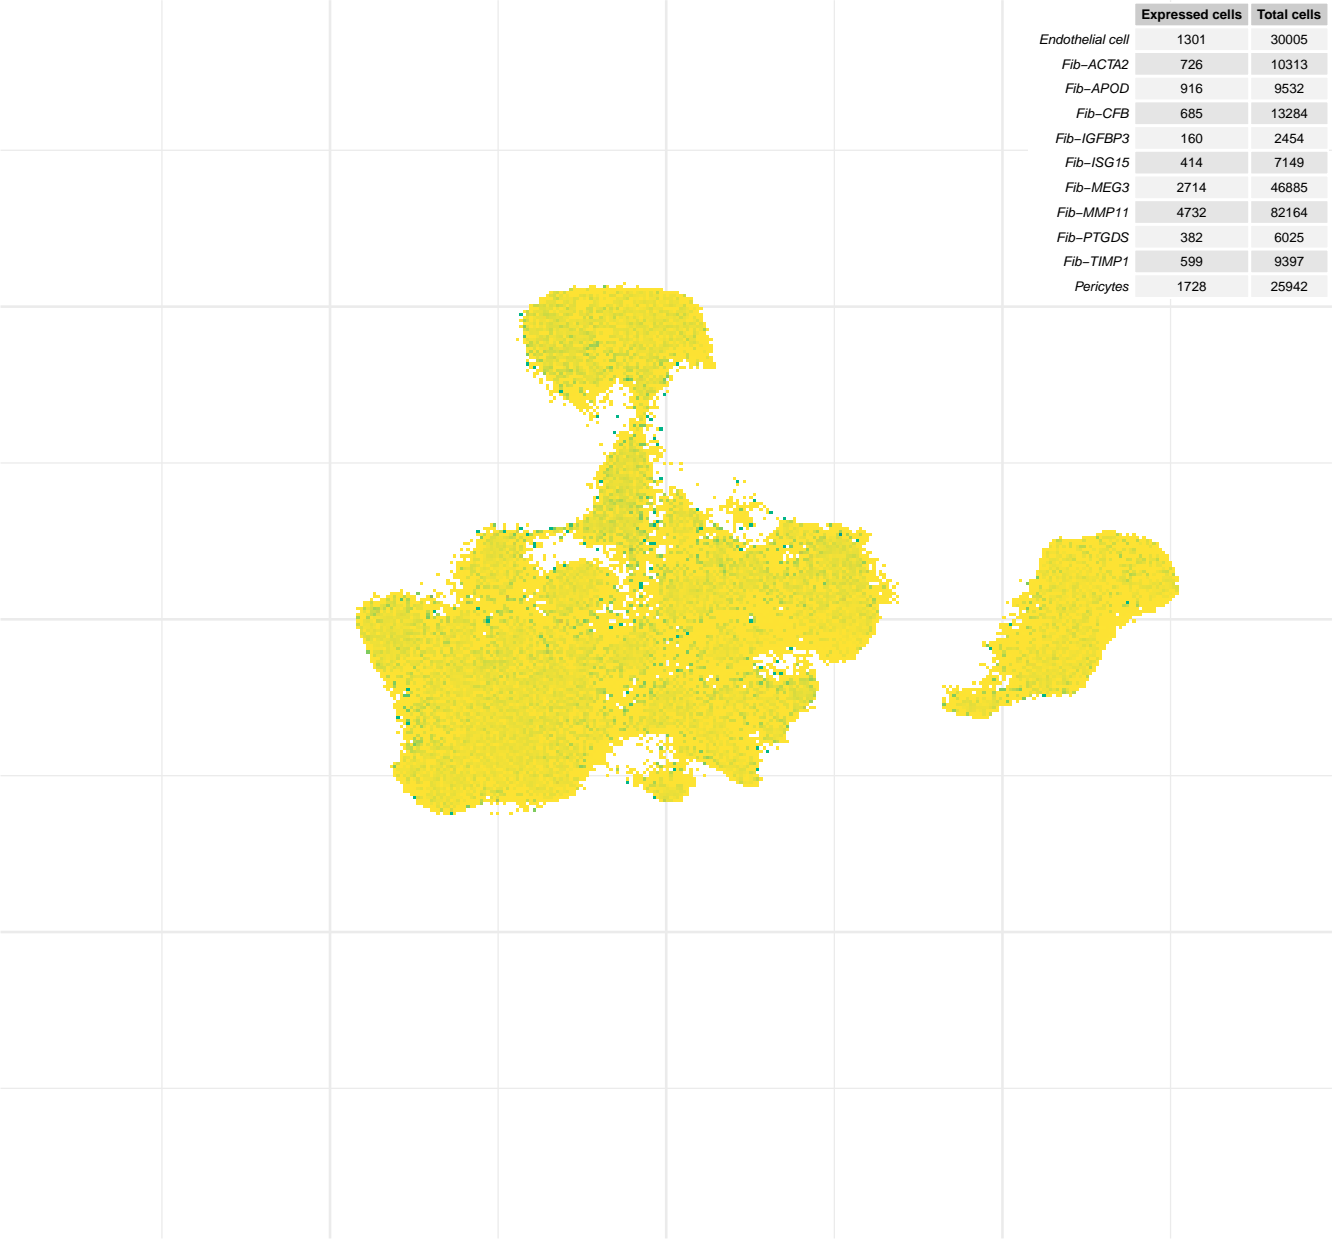 Expressed cells Total cells
Endothelial cell 1301 30005
Fib−ACTA2 726 10313
Fib−APOD 916 9532
Fib−CFB 685 13284
Fib−IGFBP3 160 2454
Fib−ISG15 414 7149
Fib−MEG3 2714 46885
Fib−MMP11 4732 82164
Fib−PTGDS 382 6025
Fib−TIMP1 599 9397
Pericytes 1728 25942